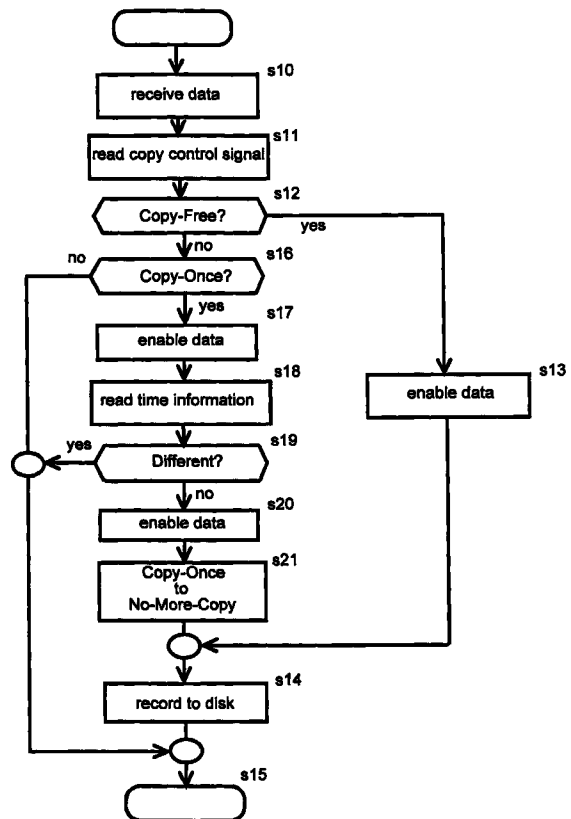 s10
receive data
s11
read copy control signal
s12
Copy-Free?
yes
no
s16
no
Copy-Once?
yes
s17
enable data
s13
enable data
s18
read time information
s19
yes
Different?
no
s20
enable data
s21
Copy-Once
to
No-More-Copy
s14
record to disk
s15